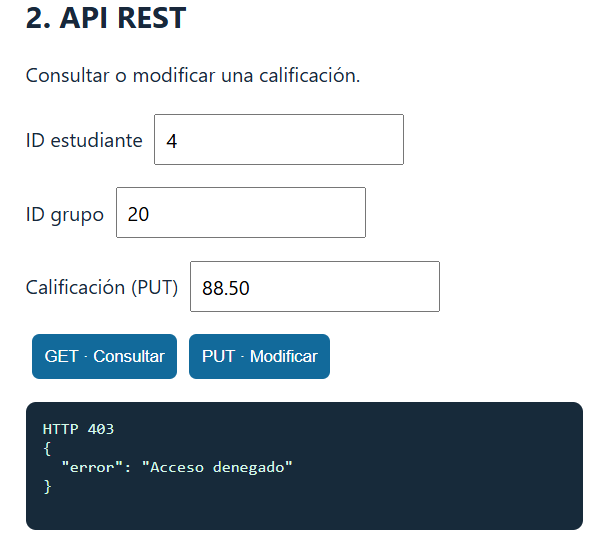 2. API REST
Consultar o modificar una calificación.
ID estudiante 4
ID grupo 20
Calificación (PUT) 88.50
GET · Consultar PUT · Modificar
HTTP 403
{
"error": "Acceso denegado"
}